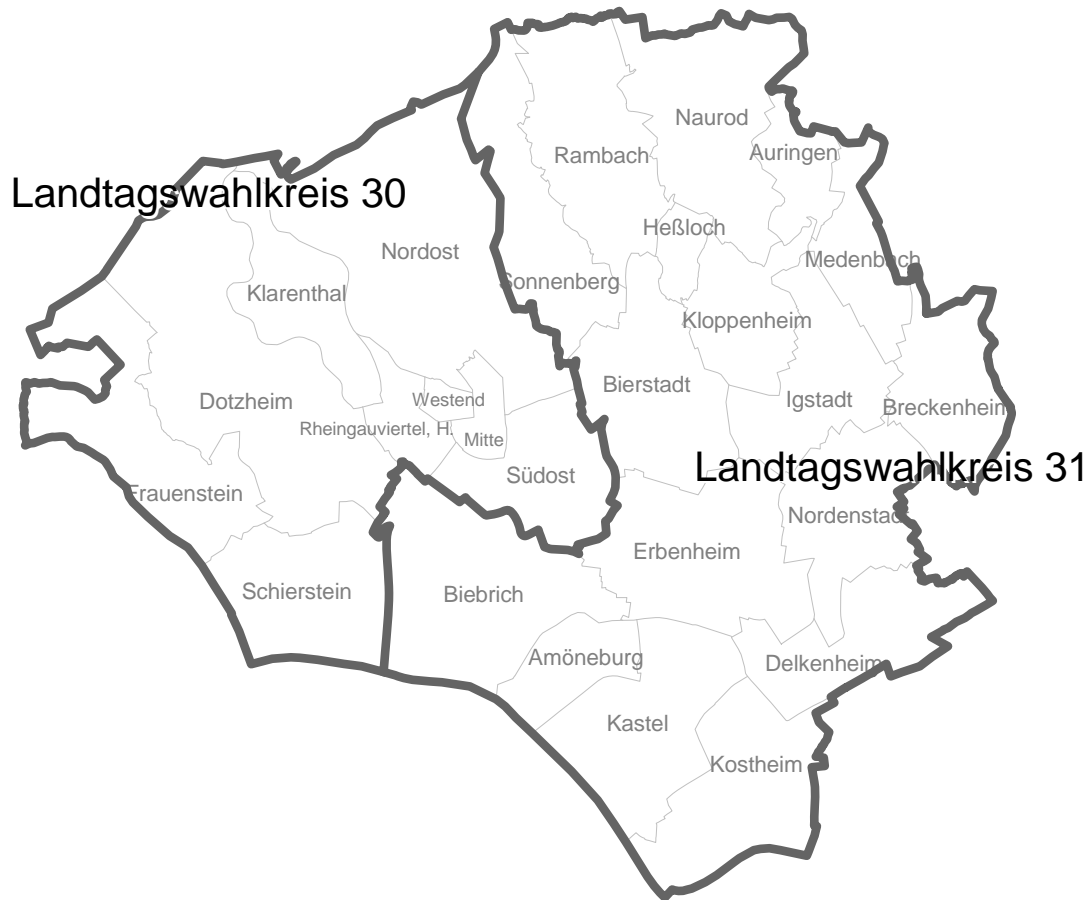 Naurod
Rambach
Auringen
Landtagswahlkreis 30
Heßloch
Nordost
Medenbach
Sonnenberg
Klarenthal
Kloppenheim
Bierstadt
Westend
Igstadt
Dotzheim
Breckenheim
Rheingauviertel, H.
Mitte
Landtagswahlkreis 31
Südost
Frauenstein
Nordenstadt
Erbenheim
Schierstein
Biebrich
Amöneburg
Delkenheim
Kastel
Kostheim